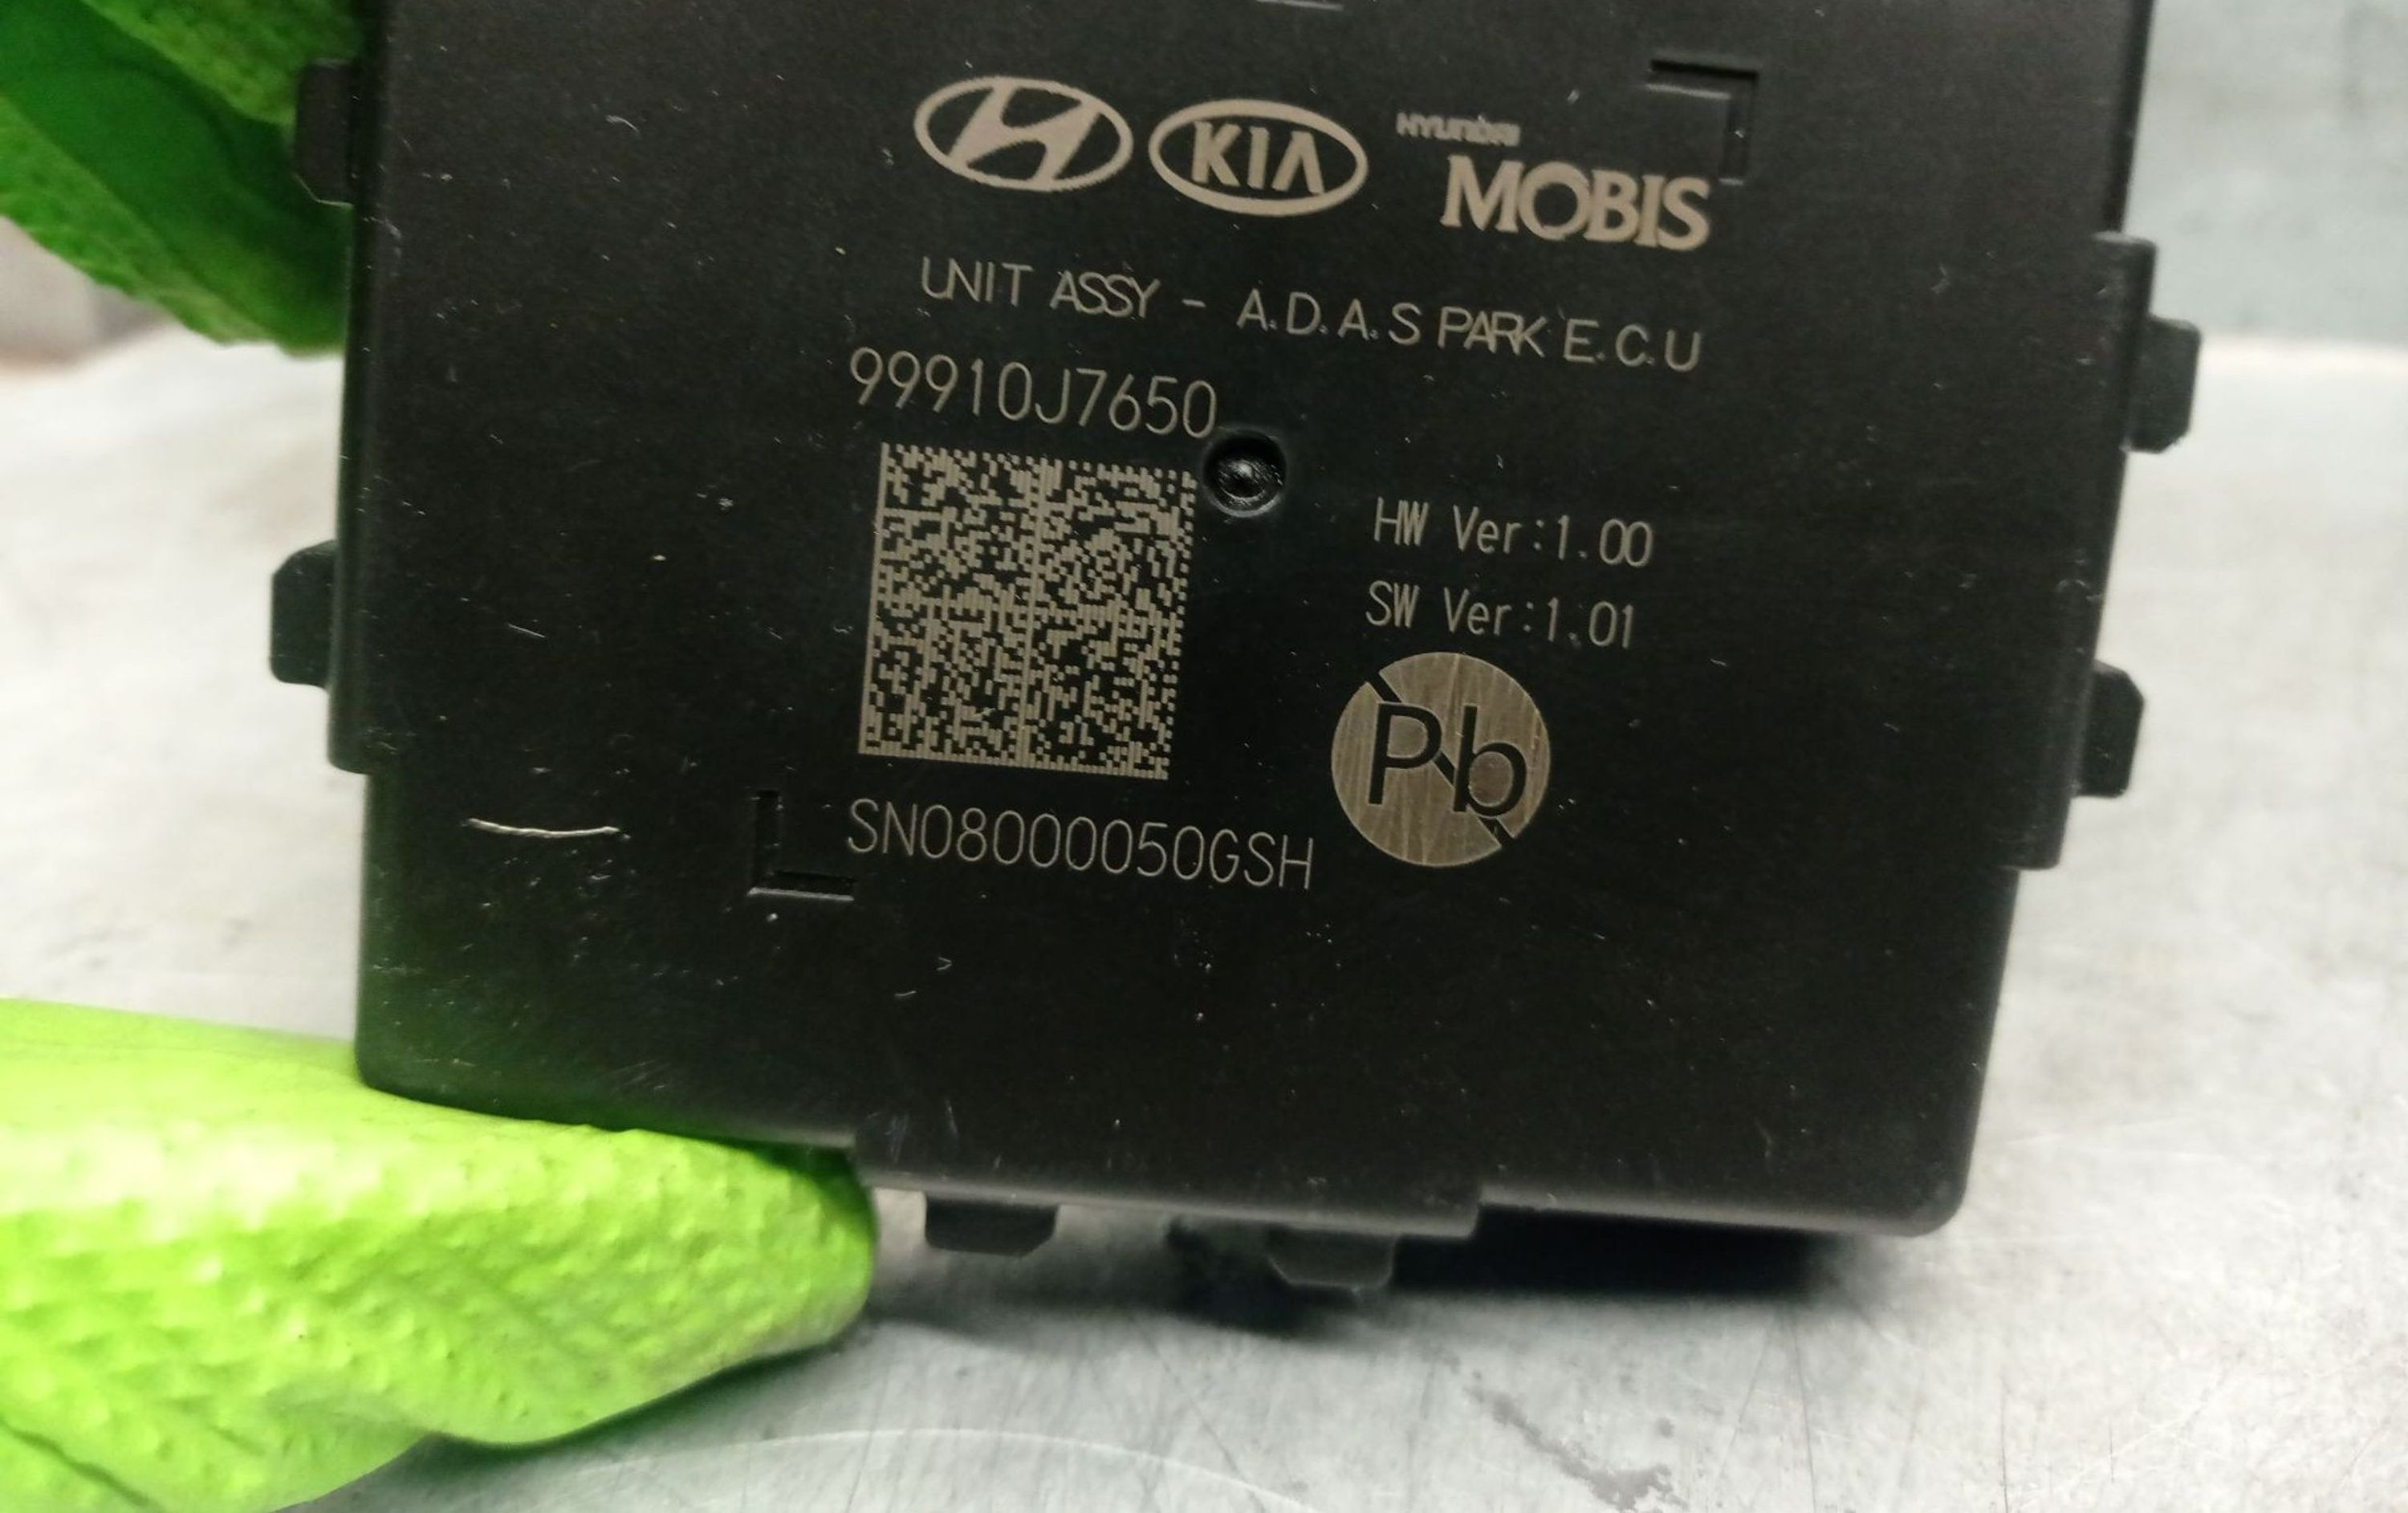 KIA
HYUNDAI
MOBIS
UNIT ASSY - A.D.A.S PARK E.C.U
99910J7650
HW Ver:1.00
SW Ver:1.01
Pb
SN08000050GSH